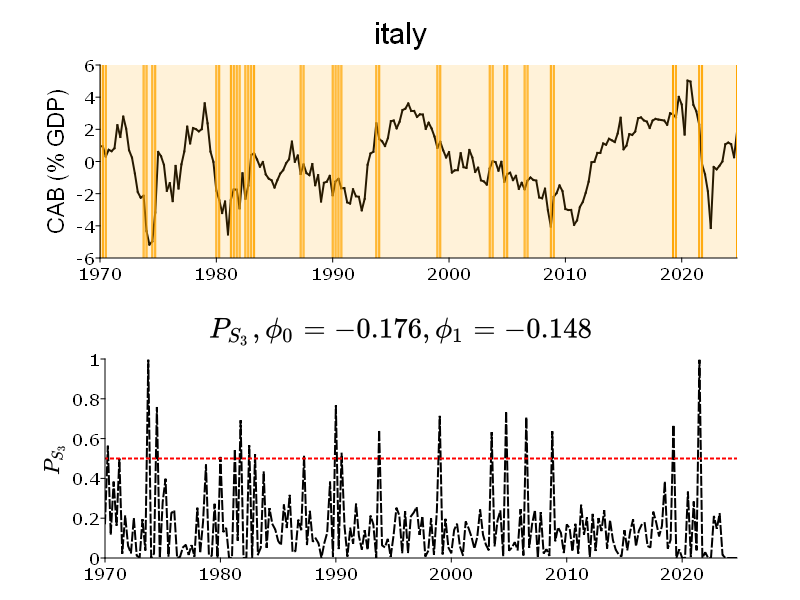 italy
CAB (% GDP)
6
4
2
0
-2
-4
-6
1970 1980 1990 2000 2010 2020
$P_{S_3}, \phi_0 = -0.176, \phi_1 = -0.148$
$P_{S_3}$
1
0.8
0.6
0.4
0.2
0
1970 1980 1990 2000 2010 2020